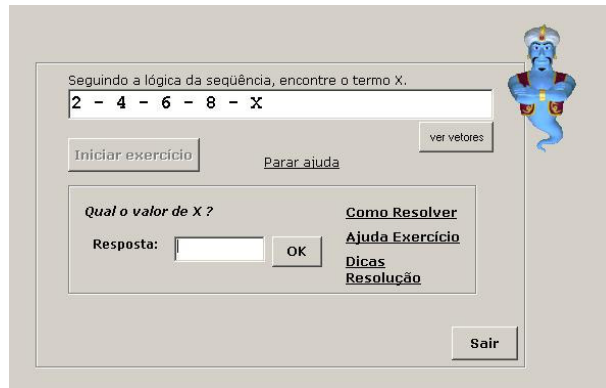 Seguindo a lógica da seqüência, encontre o termo X.
2 - 4 - 6 - 8 - X
ver vetores
Iniciar exercício
Parar ajuda
Qual o valor de X ?
Resposta:
OK
Como Resolver
Ajuda Exercício
Dicas
Resolução
Sair